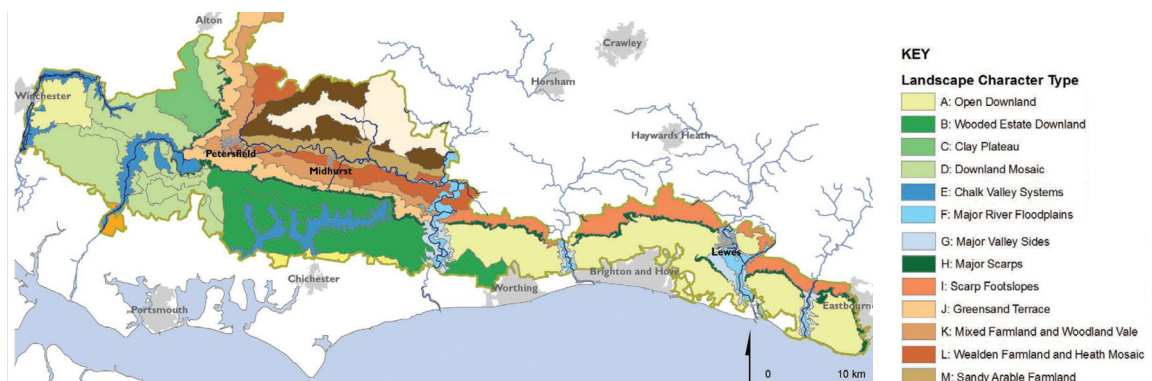 Alton
Crawley
Winchester
Horsham
Haywards Heath
Petersfield
Midhurst
Lewes
Chichester
Worthing
Brighton and Hove
Eastbourne
Portsmouth
0 10 km
KEY
Landscape Character Type
A: Open Downland
B: Wooded Estate Downland
C: Clay Plateau
D: Downland Mosaic
E: Chalk Valley Systems
F: Major River Floodplains
G: Major Valley Sides
H: Major Scarps
I: Scarp Footslopes
J: Greensand Terrace
K: Mixed Farmland and Woodland Vale
L: Wealden Farmland and Heath Mosaic
M: Sandy Arable Farmland